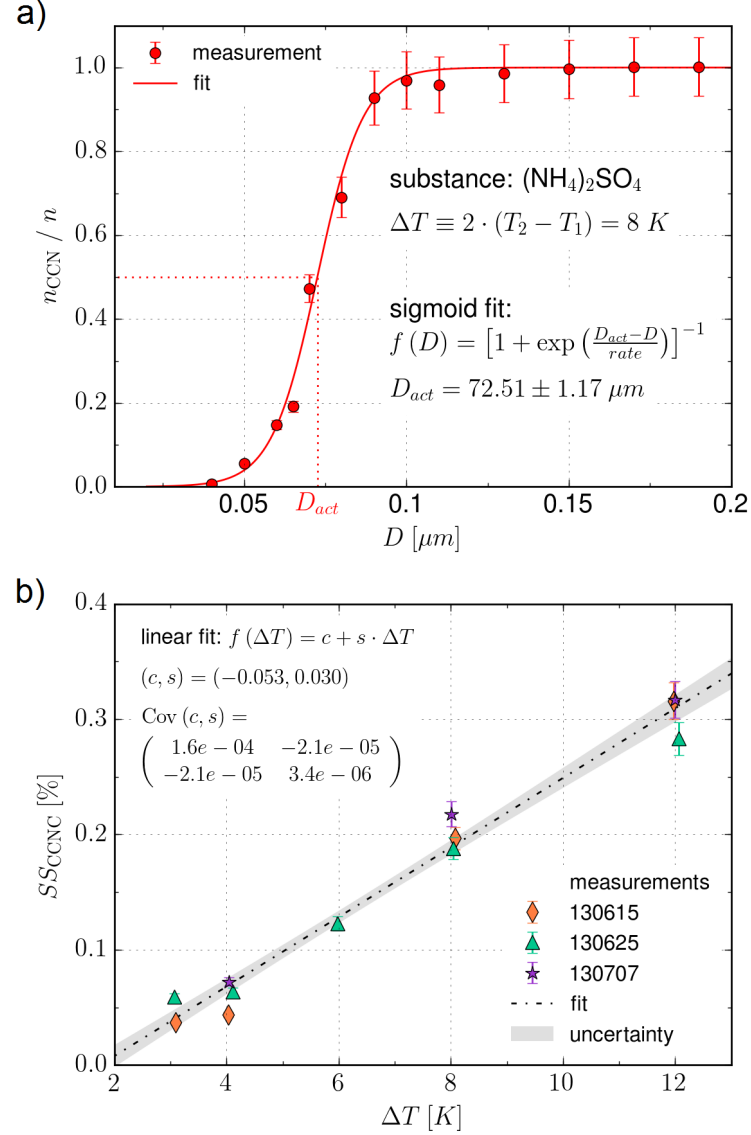 a)
measurement
fit
substance: (NH₄)₂SO₄
ΔT ≡ 2 · (T₂ − T₁) = 8 K
sigmoid fit:
f (D) = [1 + exp ((D_act−D)/rate)]⁻¹
D_act = 72.51 ± 1.17 μm
n_CCN / n
1.0
0.8
0.6
0.4
0.2
0.0
0.05
D_act
0.1
0.15
0.2
D [μm]
b)
linear fit: f (ΔT) = c + s · ΔT
(c, s) = (−0.053, 0.030)
Cov (c, s) =
( 1.6e − 04 −2.1e − 05
−2.1e − 05 3.4e − 06 )
SS_CCNC [%]
0.4
0.3
0.2
0.1
0.0
measurements
130615
130625
130707
fit
uncertainty
2
4
6
8
10
12
ΔT [K]